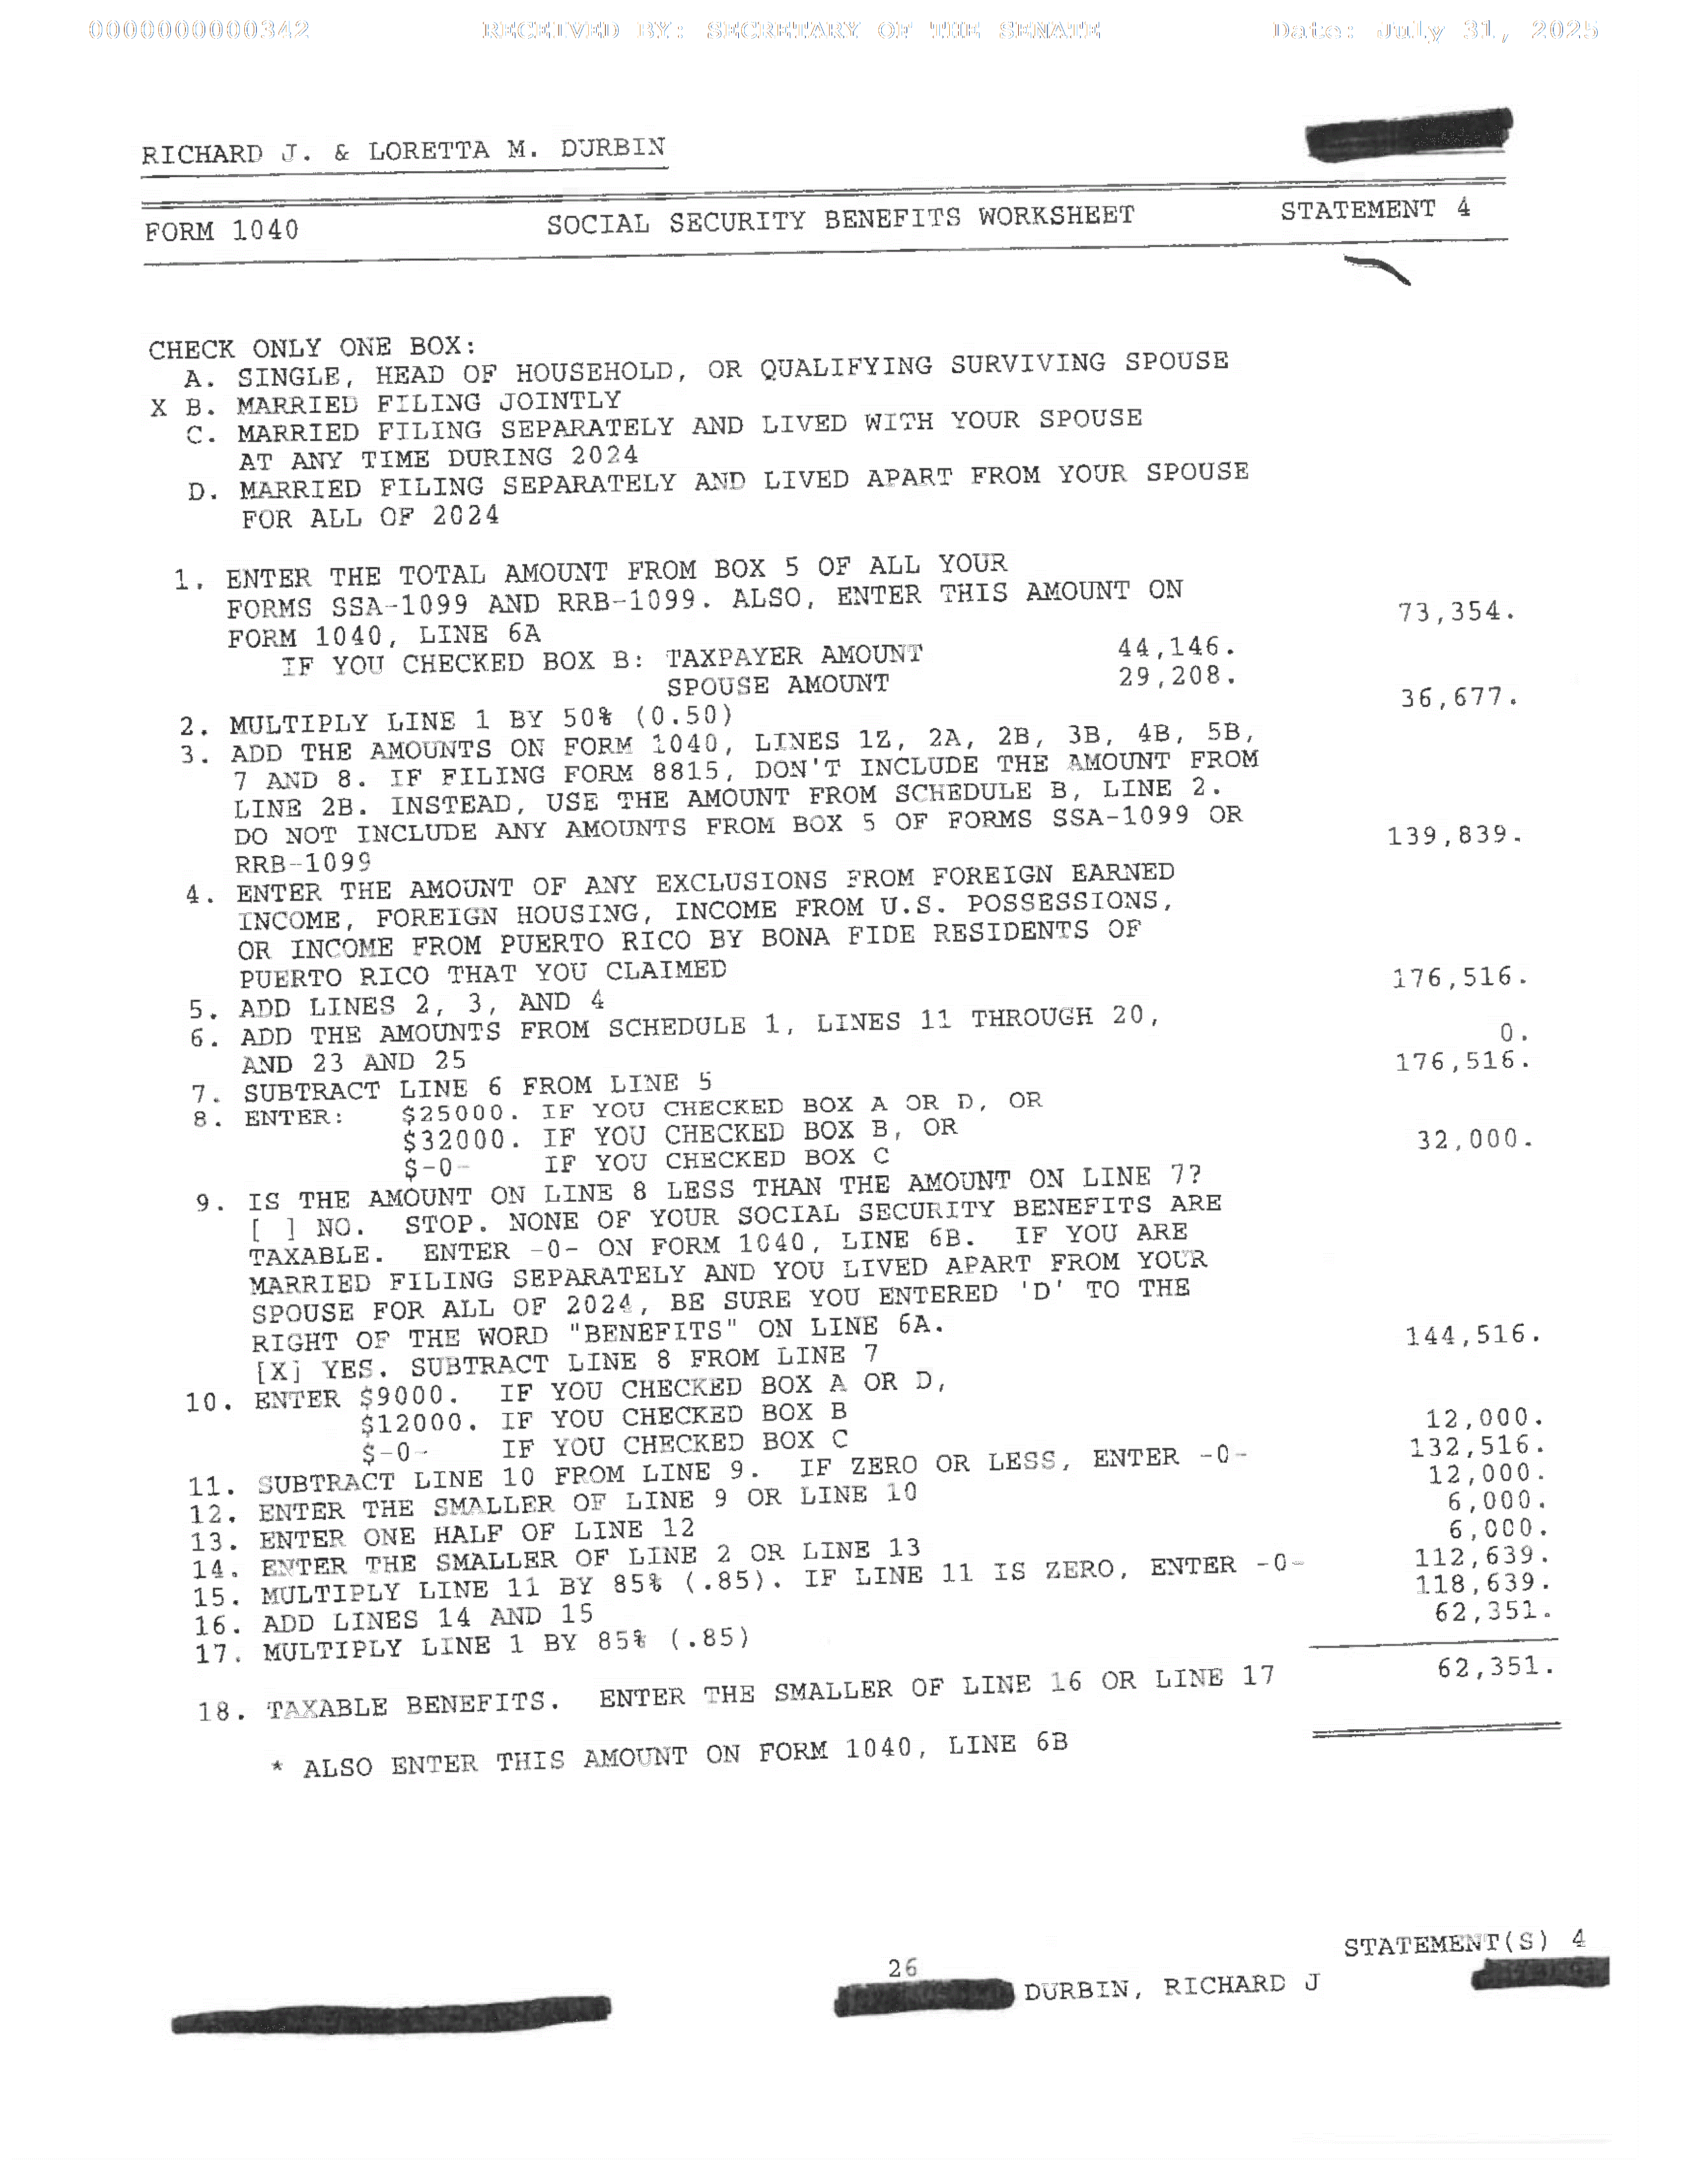 0000000000342 RECEIVED BY: SECRETARY OF THE SENATE Date: July 31, 2025
RICHARD J. & LORETTA M. DURBIN
FORM 1040 SOCIAL SECURITY BENEFITS WORKSHEET STATEMENT 4
CHECK ONLY ONE BOX:
A. SINGLE, HEAD OF HOUSEHOLD, OR QUALIFYING SURVIVING SPOUSE
X B. MARRIED FILING JOINTLY
C. MARRIED FILING SEPARATELY AND LIVED WITH YOUR SPOUSE
AT ANY TIME DURING 2024
D. MARRIED FILING SEPARATELY AND LIVED APART FROM YOUR SPOUSE
FOR ALL OF 2024
1. ENTER THE TOTAL AMOUNT FROM BOX 5 OF ALL YOUR
FORMS SSA-1099 AND RRB-1099. ALSO, ENTER THIS AMOUNT ON
FORM 1040, LINE 6A 73,354.
IF YOU CHECKED BOX B: TAXPAYER AMOUNT 44,146.
SPOUSE AMOUNT 29,208.
2. MULTIPLY LINE 1 BY 50% (0.50) 36,677.
3. ADD THE AMOUNTS ON FORM 1040, LINES 1Z, 2A, 2B, 3B, 4B, 5B,
7 AND 8. IF FILING FORM 8815, DON'T INCLUDE THE AMOUNT FROM
LINE 2B. INSTEAD, USE THE AMOUNT FROM SCHEDULE B, LINE 2.
DO NOT INCLUDE ANY AMOUNTS FROM BOX 5 OF FORMS SSA-1099 OR
RRB-1099 139,839.
4. ENTER THE AMOUNT OF ANY EXCLUSIONS FROM FOREIGN EARNED
INCOME, FOREIGN HOUSING, INCOME FROM U.S. POSSESSIONS,
OR INCOME FROM PUERTO RICO BY BONA FIDE RESIDENTS OF
PUERTO RICO THAT YOU CLAIMED
5. ADD LINES 2, 3, AND 4 176,516.
6. ADD THE AMOUNTS FROM SCHEDULE 1, LINES 11 THROUGH 20,
AND 23 AND 25 0.
7. SUBTRACT LINE 6 FROM LINE 5 176,516.
8. ENTER: $25000. IF YOU CHECKED BOX A OR D, OR
$32000. IF YOU CHECKED BOX B, OR
$-0- IF YOU CHECKED BOX C 32,000.
9. IS THE AMOUNT ON LINE 8 LESS THAN THE AMOUNT ON LINE 7?
[ ] NO. STOP. NONE OF YOUR SOCIAL SECURITY BENEFITS ARE
TAXABLE. ENTER -0- ON FORM 1040, LINE 6B. IF YOU ARE
MARRIED FILING SEPARATELY AND YOU LIVED APART FROM YOUR
SPOUSE FOR ALL OF 2024, BE SURE YOU ENTERED 'D' TO THE
RIGHT OF THE WORD "BENEFITS" ON LINE 6A.
[X] YES. SUBTRACT LINE 8 FROM LINE 7 144,516.
10. ENTER $9000. IF YOU CHECKED BOX A OR D,
$12000. IF YOU CHECKED BOX B
$-0- IF YOU CHECKED BOX C 12,000.
11. SUBTRACT LINE 10 FROM LINE 9. IF ZERO OR LESS, ENTER -0- 132,516.
12. ENTER THE SMALLER OF LINE 9 OR LINE 10 12,000.
13. ENTER ONE HALF OF LINE 12 6,000.
14. ENTER THE SMALLER OF LINE 2 OR LINE 13 6,000.
15. MULTIPLY LINE 11 BY 85% (.85). IF LINE 11 IS ZERO, ENTER -0- 112,639.
16. ADD LINES 14 AND 15 118,639.
17. MULTIPLY LINE 1 BY 85% (.85) 62,351.
18. TAXABLE BENEFITS. ENTER THE SMALLER OF LINE 16 OR LINE 17 62,351.
* ALSO ENTER THIS AMOUNT ON FORM 1040, LINE 6B
STATEMENT(S) 4
26
DURBIN, RICHARD J